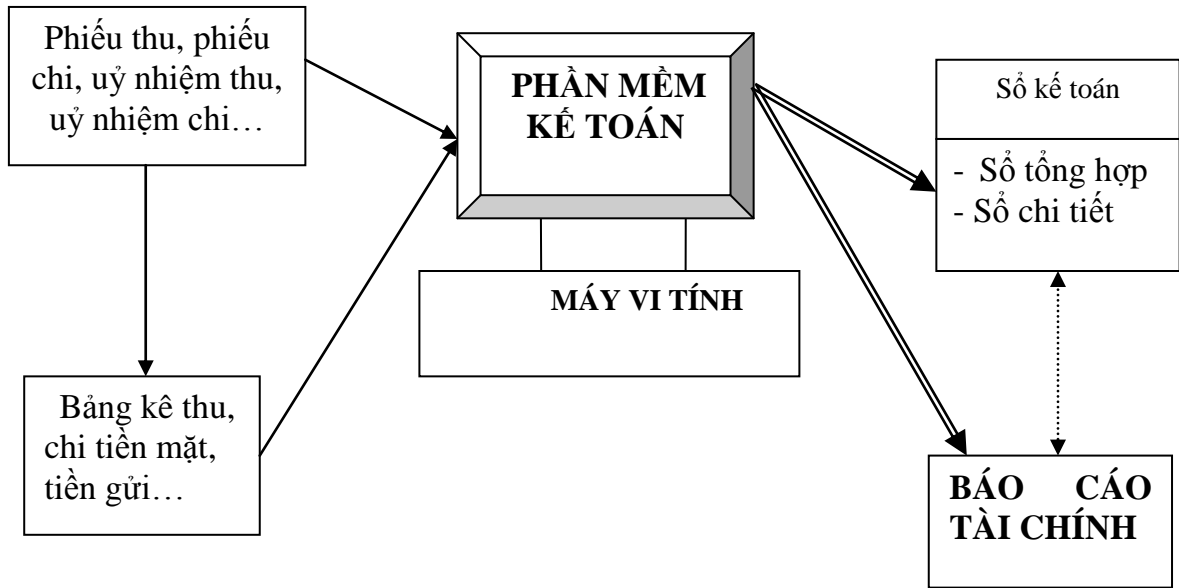 Phiếu thu, phiếu
chi, uỷ nhiệm thu,
uỷ nhiệm chi…
PHẦN MỀM
KẾ TOÁN
Sổ kế toán
- Sổ tổng hợp
- Sổ chi tiết
MÁY VI TÍNH
Bảng kê thu,
chi tiền mặt,
tiền gửi…
BÁO CÁO
TÀI CHÍNH